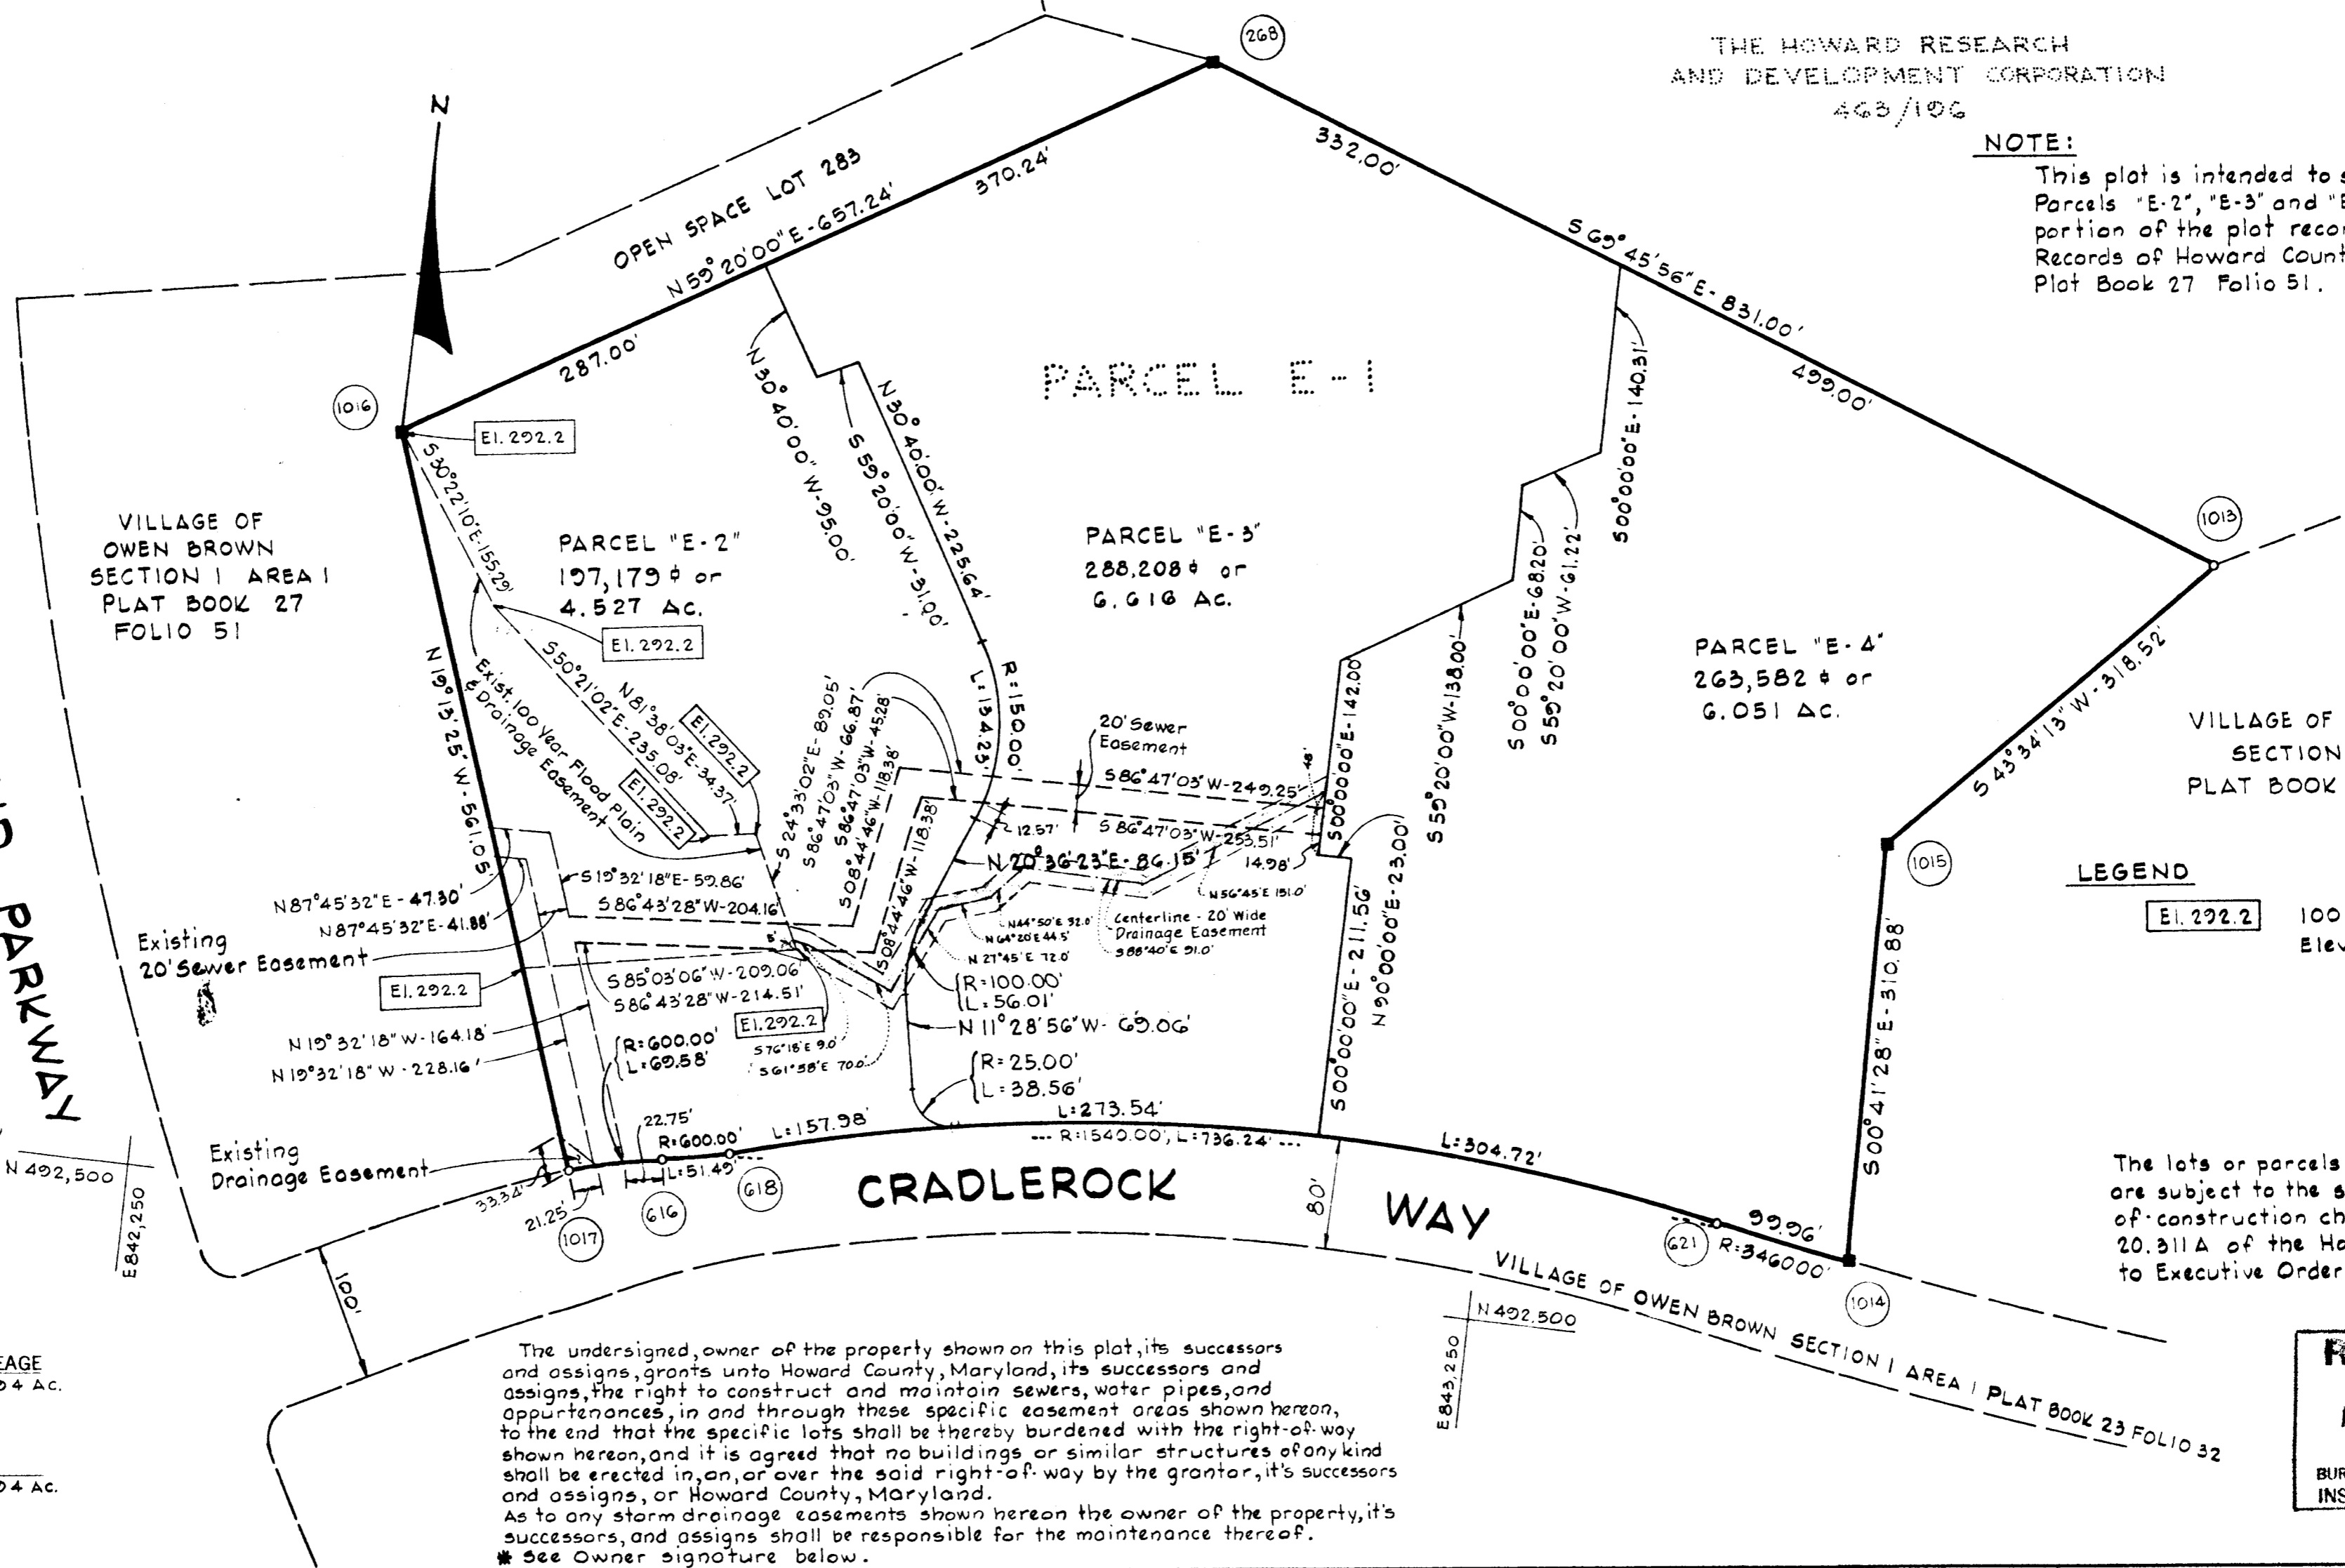 THE HOWARD RESEARCH
AND DEVELOPMENT CORPORATION
463/196
NOTE:
This plat is intended to s
Parcels "E-2", "E-3" and "E
portion of the plat recor
Records of Howard Count
Plat Book 27 Folio 51.
268
N
OPEN SPACE LOT 283
N 59° 20' 00" E - 657.24'
370.24'
287.00'
332.00'
S 69° 45' 56" E - 831.00'
499.00'
1016
El. 292.2
1013
PARCEL E-1
VILLAGE OF
OWEN BROWN
SECTION 1 AREA 1
PLAT BOOK 27
FOLIO 51
PARCEL "E-2"
197,179 ⏀ or
4.527 Ac.
El. 292.2
PARCEL "E-3"
288,208 ⏀ or
6.616 Ac.
PARCEL "E-4"
263,582 ⏀ or
6.051 Ac.
N 30° 40' 00" W - 95.00'
S 59° 20' 00" W - 31.00'
N 30° 40' 00" W - 225.64'
R=150.00'
L=134.25'
S 00° 00' 00" E - 140.31'
S 59° 20' 00" W - 61.22'
S 00° 00' 00" E - 68.20'
S 59° 20' 00" W - 138.00'
S 00° 00' 00" E - 142.00'
N 90° 00' 00" E - 23.00'
S 00° 00' 00" E - 211.56'
S 43° 34' 13" W - 318.52'
1015
S 00° 41' 28" E - 310.88'
VILLAGE OF
SECTION
PLAT BOOK
LEGEND
El. 292.2
100
Elev
S 30° 22' 10" E - 155.29'
S 50° 21' 02" E - 235.08'
N 81° 38' 03" E - 34.37'
El. 292.2
El. 292.2
Exist. 100 Year Flood Plain
& Drainage Easement
N 19° 13' 25" W - 561.05'
S 24° 33' 02" E - 89.05'
S 86° 47' 03" W - 66.87'
S 86° 47' 03" W - 45.28'
S 08° 44' 46" W - 118.38'
S 08° 44' 46" W - 118.38'
20' Sewer
Easement
S 86° 47' 03" W - 249.25'
S 86° 47' 03" W - 253.51'
12.57'
14.98'
48'
N 20° 36' 23" E - 86.15'
N 56° 45' E 151.0'
N 44° 50' E 32.0'
N 64° 20' E 44.5'
N 27° 45' E 72.0'
Centerline - 20' Wide
Drainage Easement
S 88° 40' E 91.0'
N 87° 45' 32" E - 47.30'
N 87° 45' 32" E - 41.88'
S 19° 32' 18" E - 59.86'
S 86° 43' 28" W - 204.16'
5'
Existing
20' Sewer Easement
El. 292.2
S 85° 03' 06" W - 209.06'
S 86° 43' 28" W - 214.51'
El. 292.2
N 19° 32' 18" W - 164.18'
N 19° 32' 18" W - 228.16'
R=600.00'
L=69.58'
S 76° 18' E 9.0'
S 61° 58' E 70.0'
R=100.00'
L=56.01'
N 11° 28' 56" W - 69.06'
R=25.00'
L=38.56'
PARKWAY
N 492,500
E 842,250
Existing
Drainage Easement
33.34'
21.25'
22.75'
R=600.00'
L=51.49'
L=157.98'
L=273.54'
--- R=1540.00', L=736.24' ---
L=304.72'
99.96'
R=3460.00'
1017
616
618
621
1014
CRADLEROCK WAY
80'
100'
N 492,500
E 843,250
VILLAGE OF OWEN BROWN SECTION 1 AREA 1 PLAT BOOK 23 FOLIO 32
The lots or parcels
are subject to the s
of-construction ch
20.311A of the Ho
to Executive Order
EAGE
04 AC.
04 AC.
The undersigned, owner of the property shown on this plat, its successors
and assigns, grants unto Howard County, Maryland, its successors and
assigns, the right to construct and maintain sewers, water pipes, and
appurtenances, in and through these specific easement areas shown hereon,
to the end that the specific lots shall be thereby burdened with the right-of-way
shown hereon, and it is agreed that no buildings or similar structures of any kind
shall be erected in, on, or over the said right-of-way by the grantor, it's successors
and assigns, or Howard County, Maryland.
As to any storm drainage easements shown hereon the owner of the property, it's
successors, and assigns shall be responsible for the maintenance thereof.
* See Owner signature below.
BUR
INS